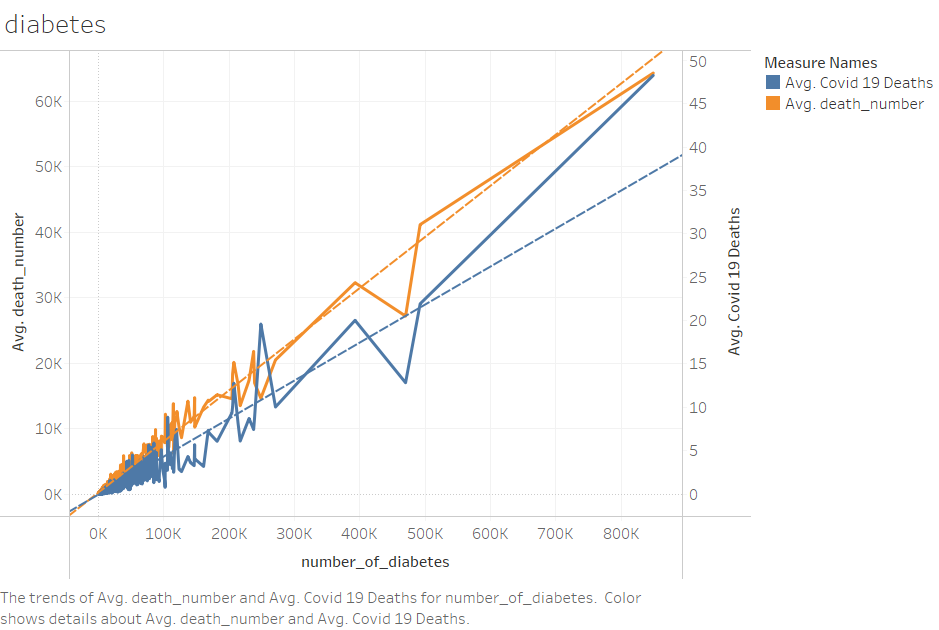 diabetes
Measure Names
Avg. Covid 19 Deaths
Avg. death_number
Avg. death_number
60K
50K
40K
30K
20K
10K
0K
50
45
40
35
30
25
20
15
10
5
0
Avg. Covid 19 Deaths
0K 100K 200K 300K 400K 500K 600K 700K 800K
number_of_diabetes
The trends of Avg. death_number and Avg. Covid 19 Deaths for number_of_diabetes. Color
shows details about Avg. death_number and Avg. Covid 19 Deaths.